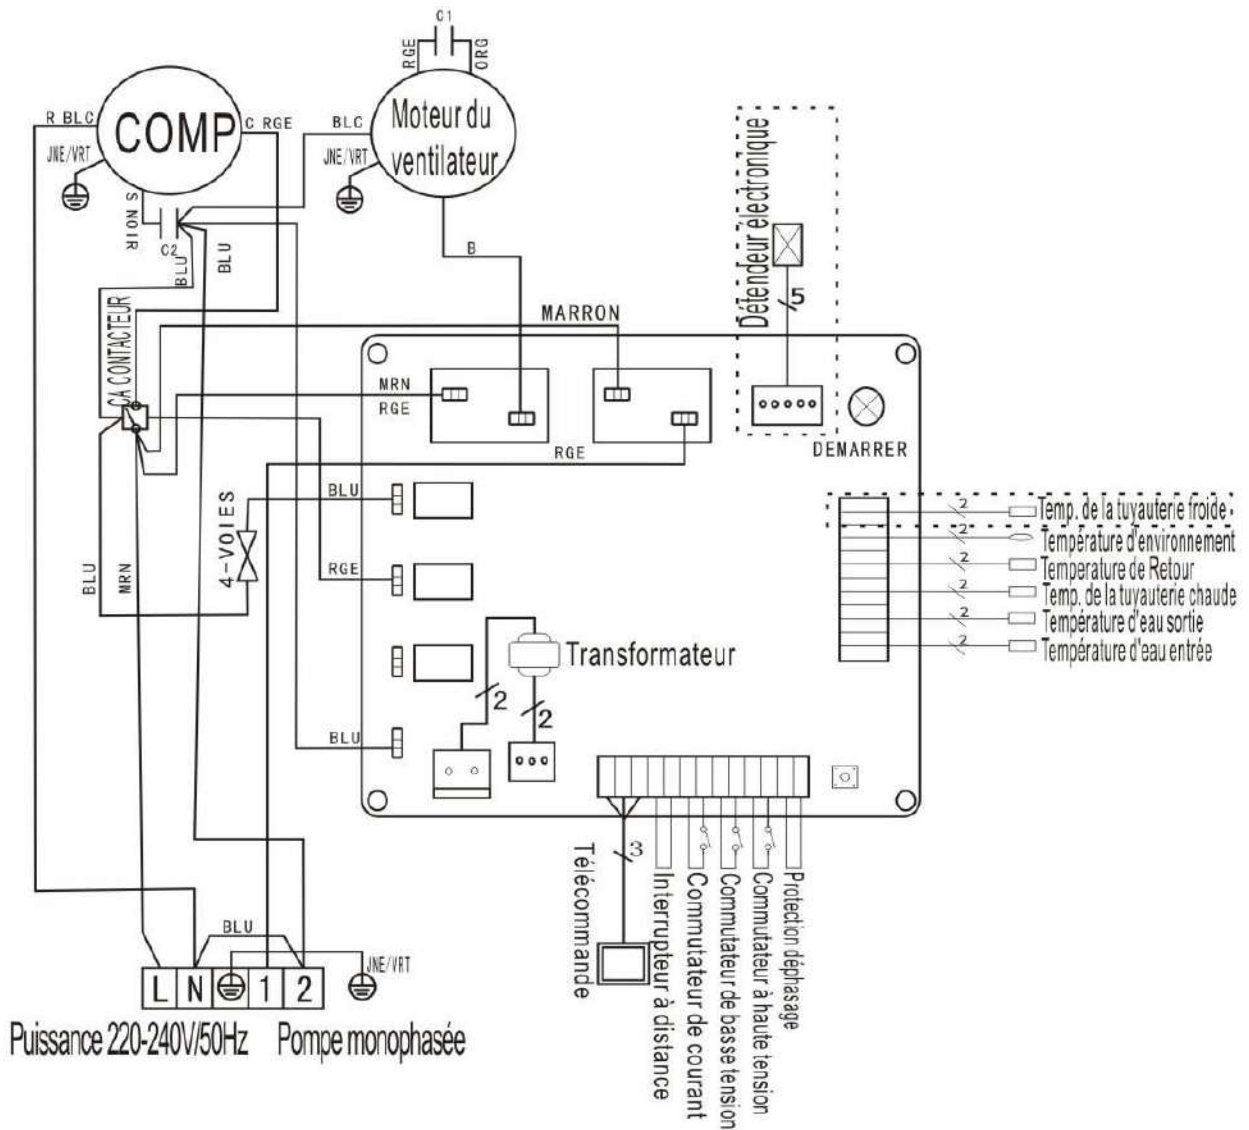 C1
RGE
ORG
R BLC
COMP
C RGE
BLC
Moteur du
ventilateur
JNE/VRT
JNE/VRT
S NOIR
C2
BLU
BLU
B
Détendeur électronique
5
CA CONTACTEUR
MARRON
MRN
RGE
DEMARRER
RGE
BLU
4-VOIES
RGE
BLU
MRN
2
Temp. de la tuyauterie froide
2
Température d'environnement
2
Temperature de Retour
2
Temp. de la tuyauterie chaude
2
Température d'eau sortie
2
Température d'eau entrée
Transformateur
2
2
BLU
3
Télécommande
Interrupteur à distance
Commutateur de courant
Commutateur de basse tension
Commutateur à haute tension
Protection déphasage
BLU
JNE/VRT
L N 1 2
Puissance 220-240V/50Hz Pompe monophasée